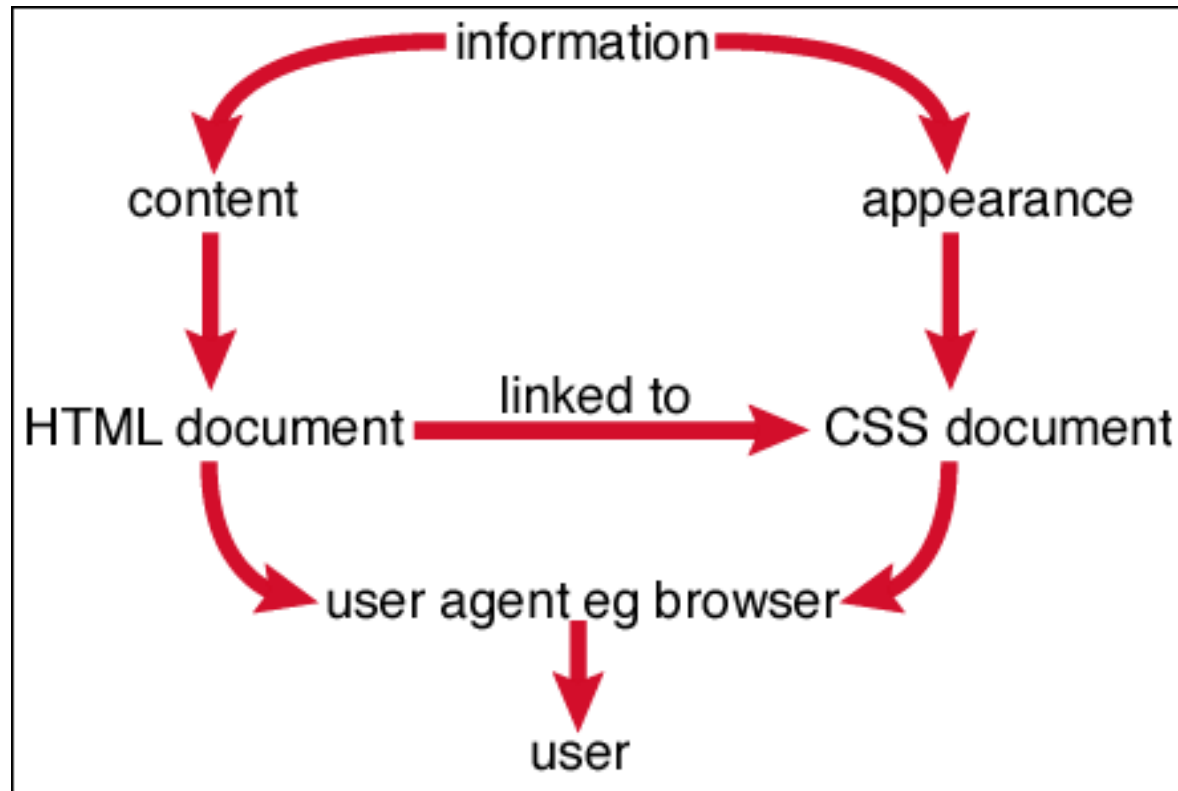 information
content
appearance
linked to
HTML document
CSS document
user agent eg browser
user